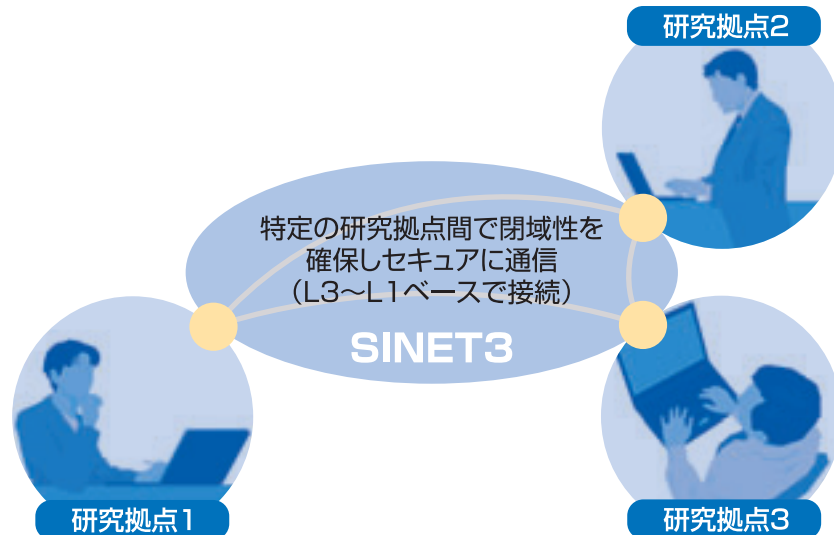 研究拠点2
特定の研究拠点間で閉域性を
確保しセキュアに通信
（L3～L1ベースで接続）
SINET3
研究拠点1
研究拠点3